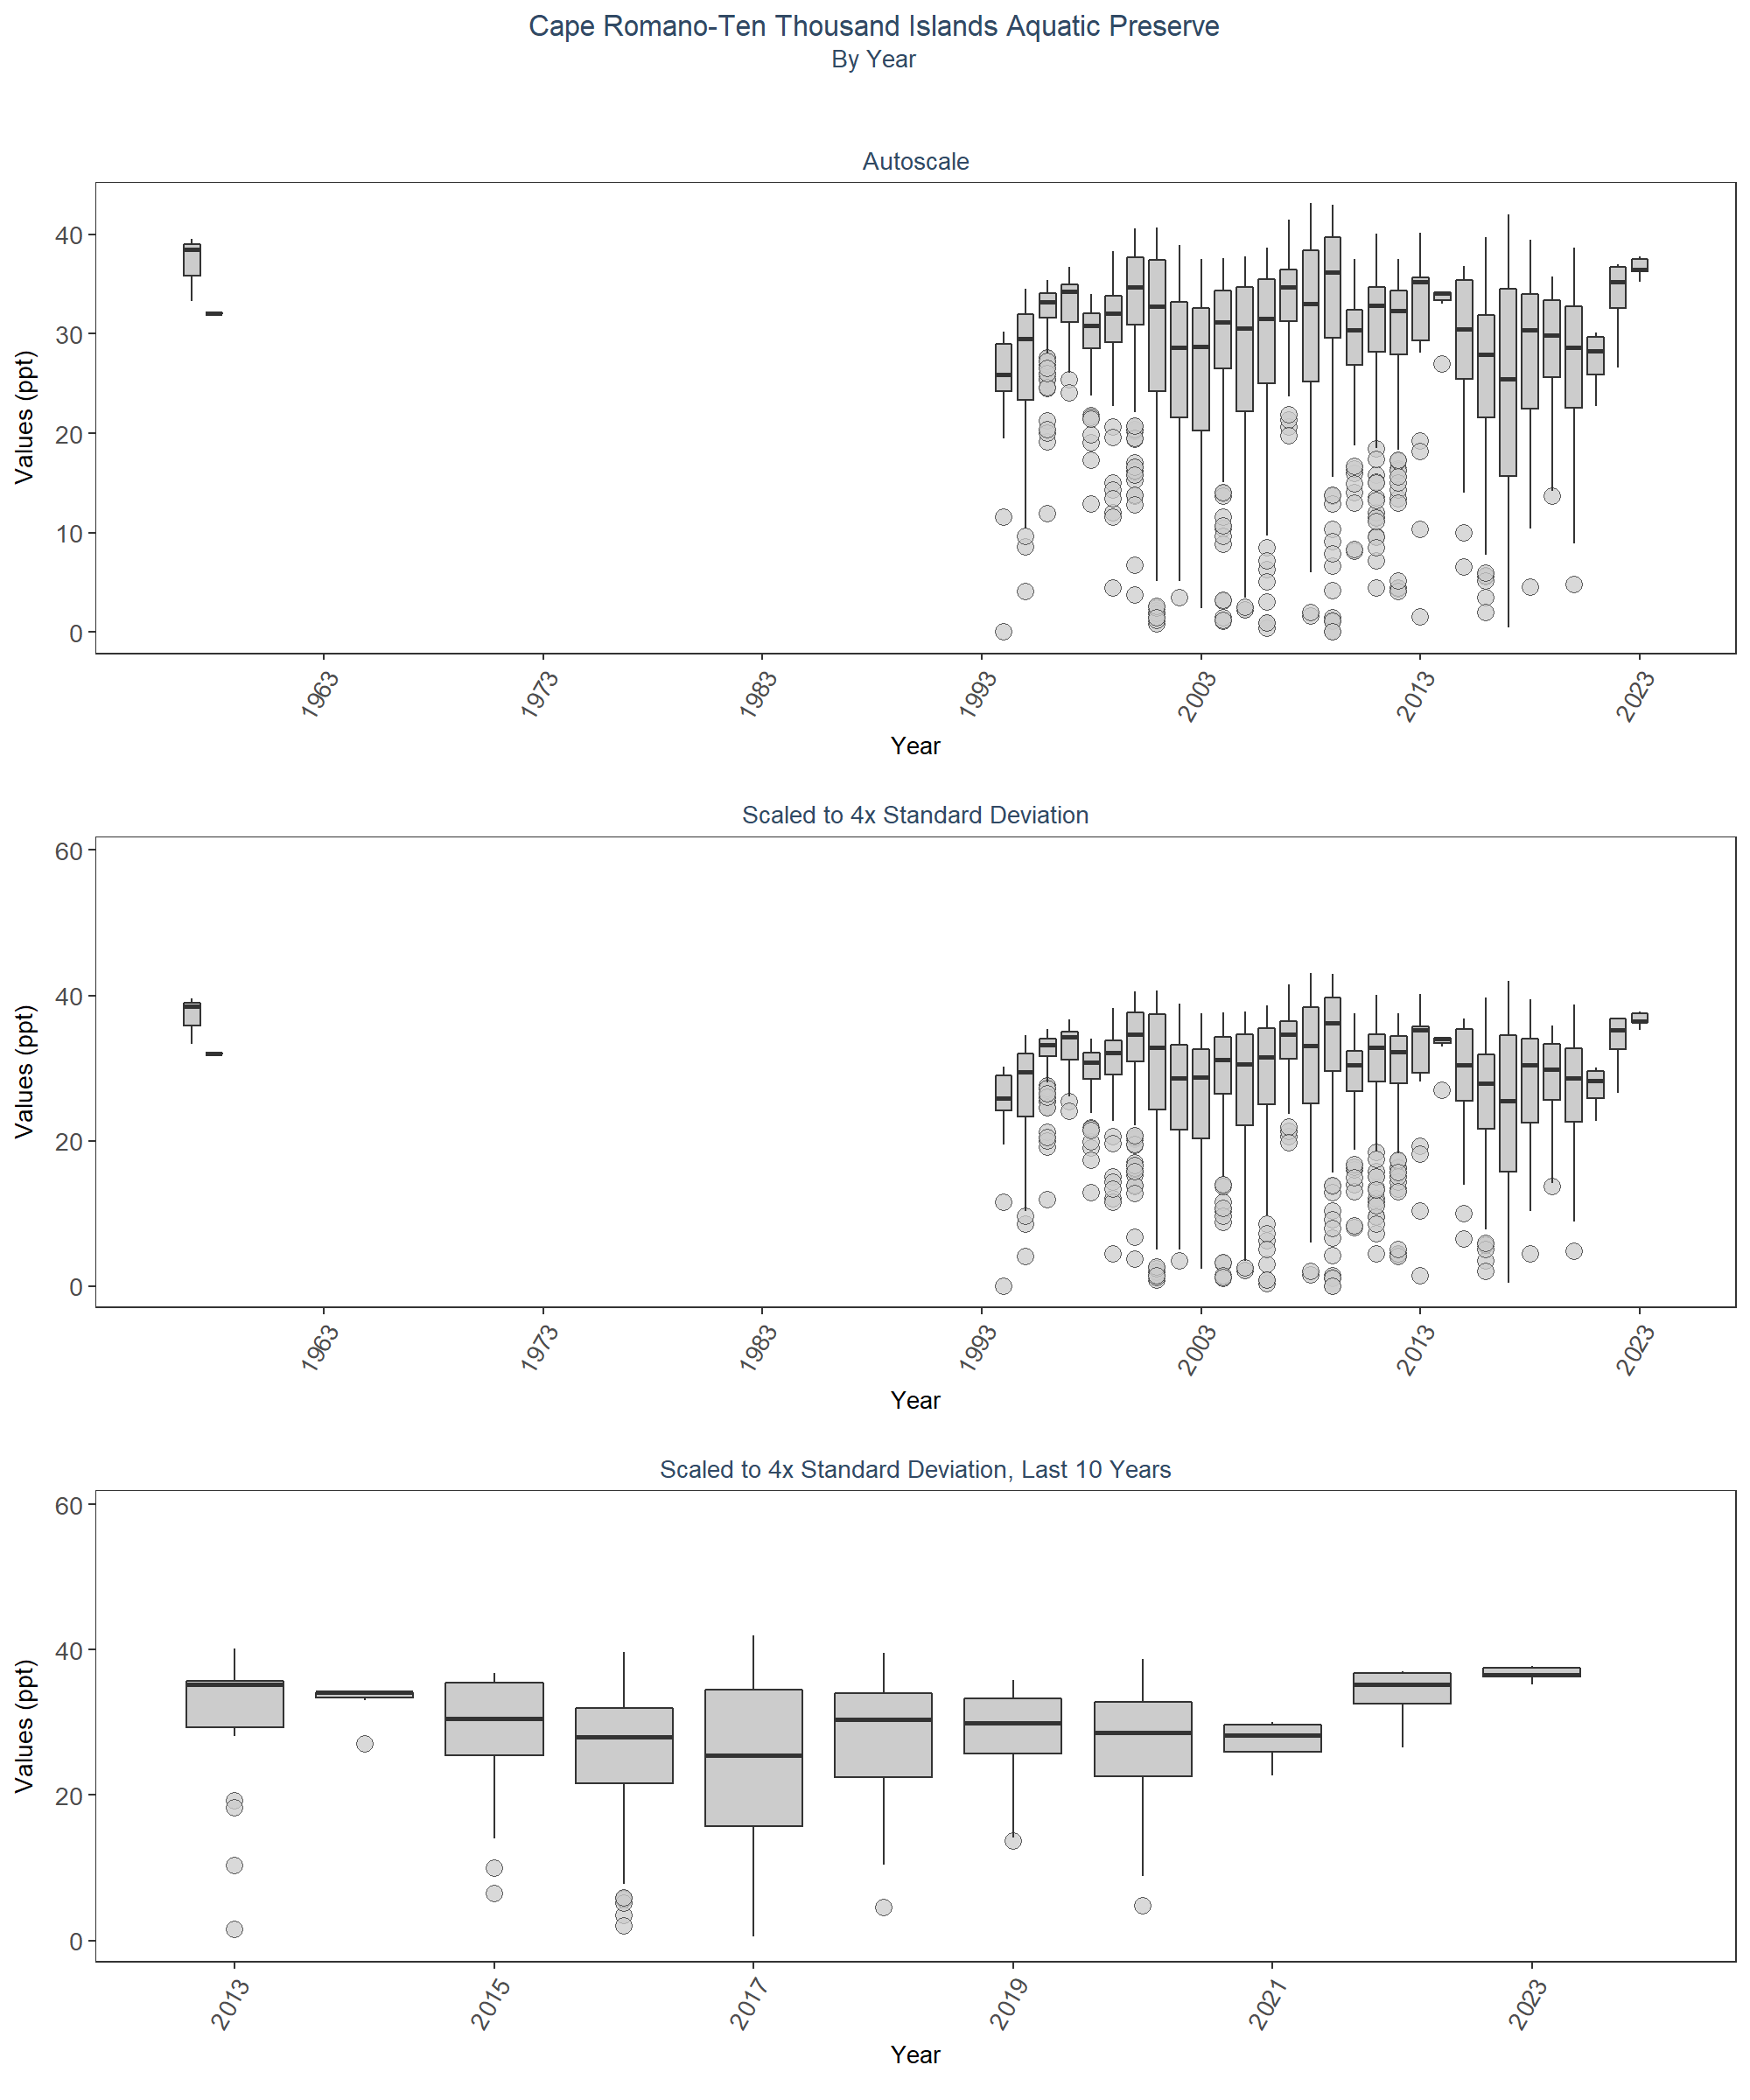 Cape Romano-Ten Thousand Islands Aquatic Preserve
By Year
Autoscale
Values (ppt)
40
30
20
10
0
1963 1973 1983 1993 2003 2013 2023
Year
Scaled to 4x Standard Deviation
Values (ppt)
60
40
20
0
1963 1973 1983 1993 2003 2013 2023
Year
Scaled to 4x Standard Deviation, Last 10 Years
Values (ppt)
60
40
20
0
2013 2015 2017 2019 2021 2023
Year